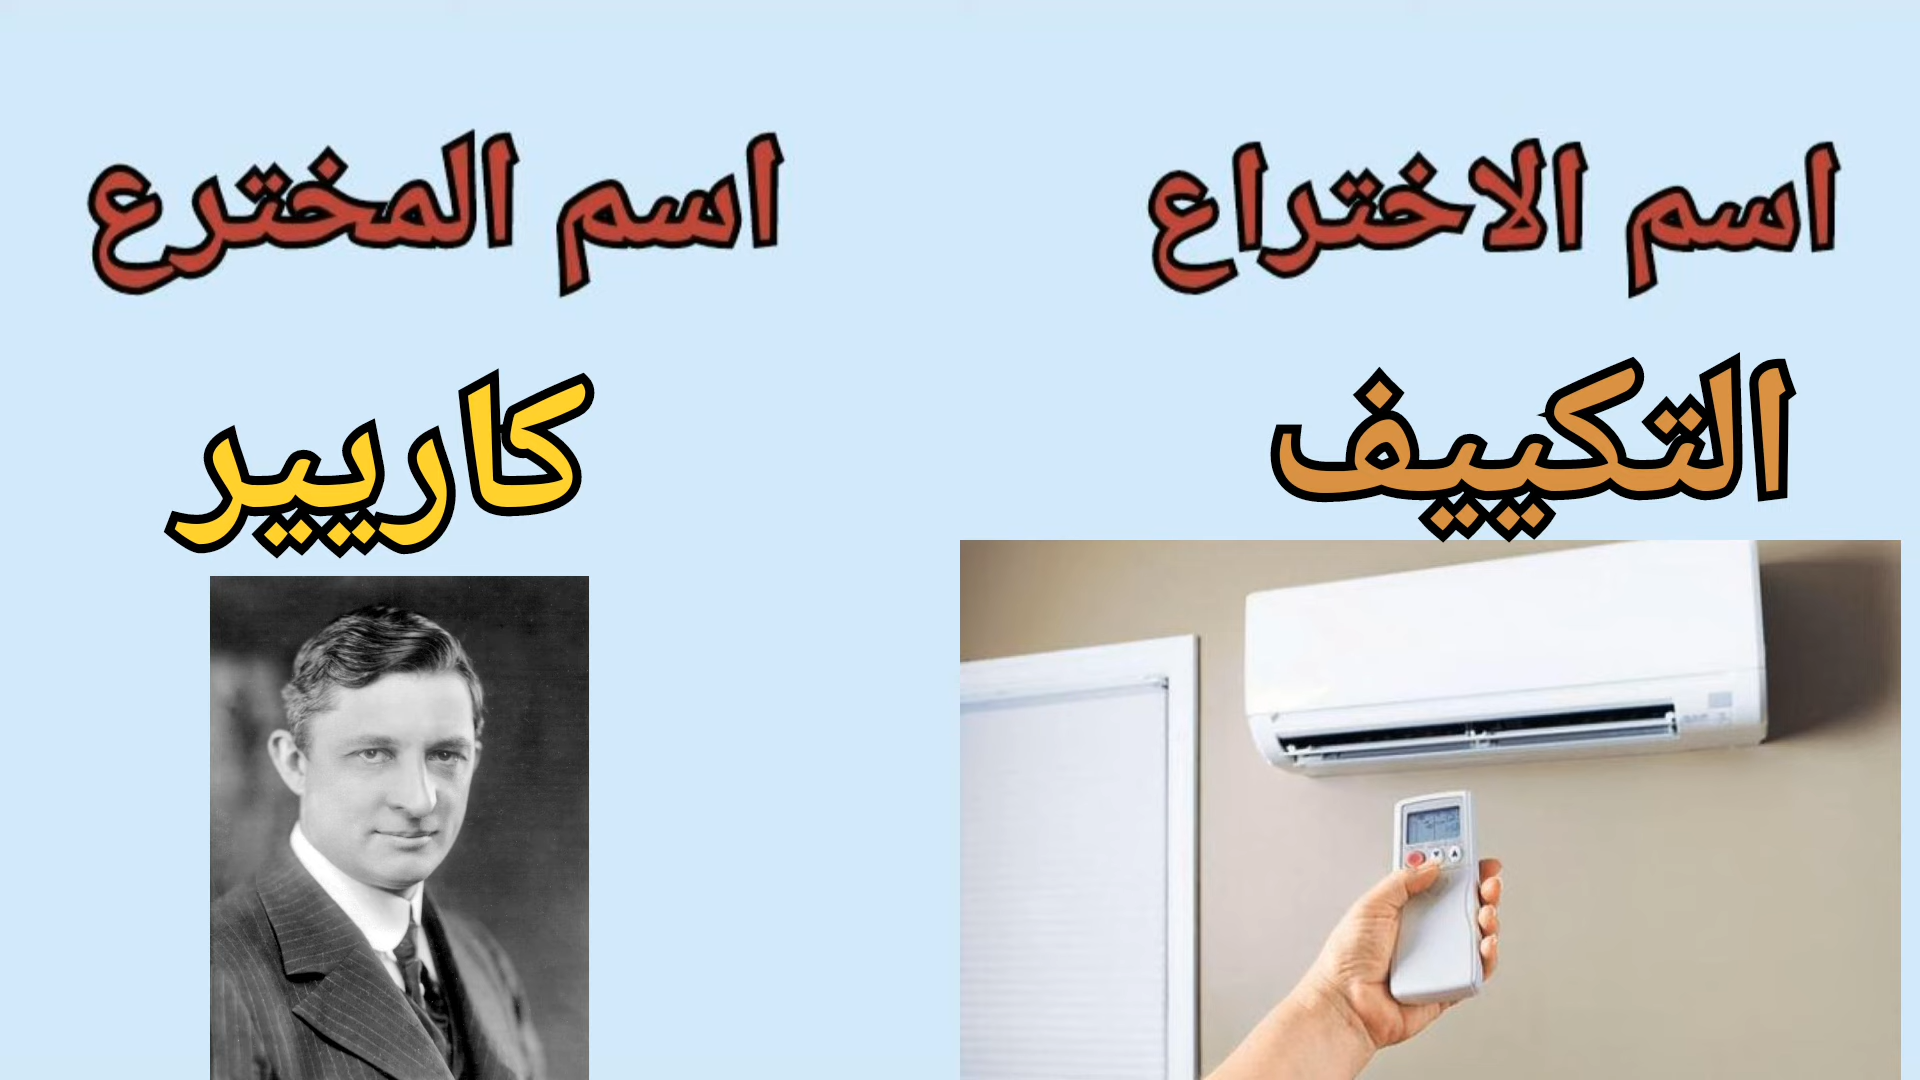 اسم الاختراع
التكييف
اسم المخترع
كاريير